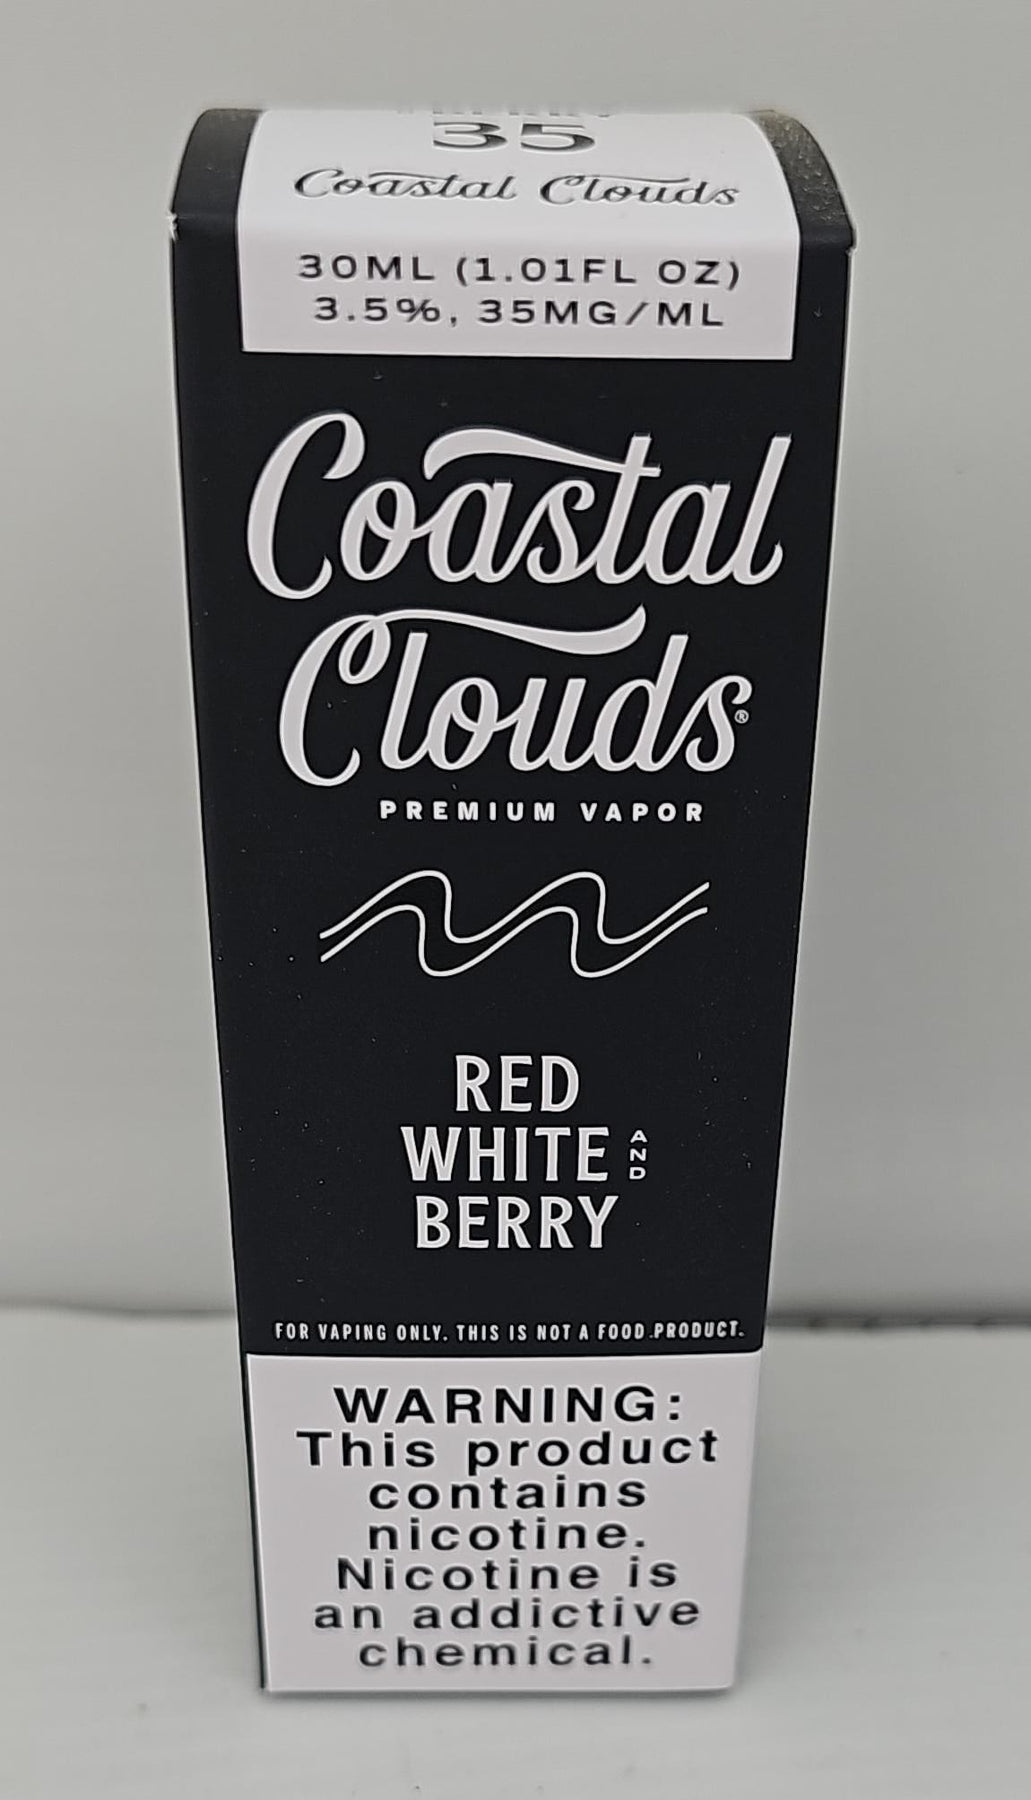 35
Coastal Clouds
30ML (1.01FL OZ)
3.5%, 35MG/ML
Coastal
Clouds®
PREMIUM VAPOR
RED
WHITE AND
BERRY
FOR VAPING ONLY. THIS IS NOT A FOOD PRODUCT.
WARNING:
This product
contains
nicotine.
Nicotine is
an addictive
chemical.